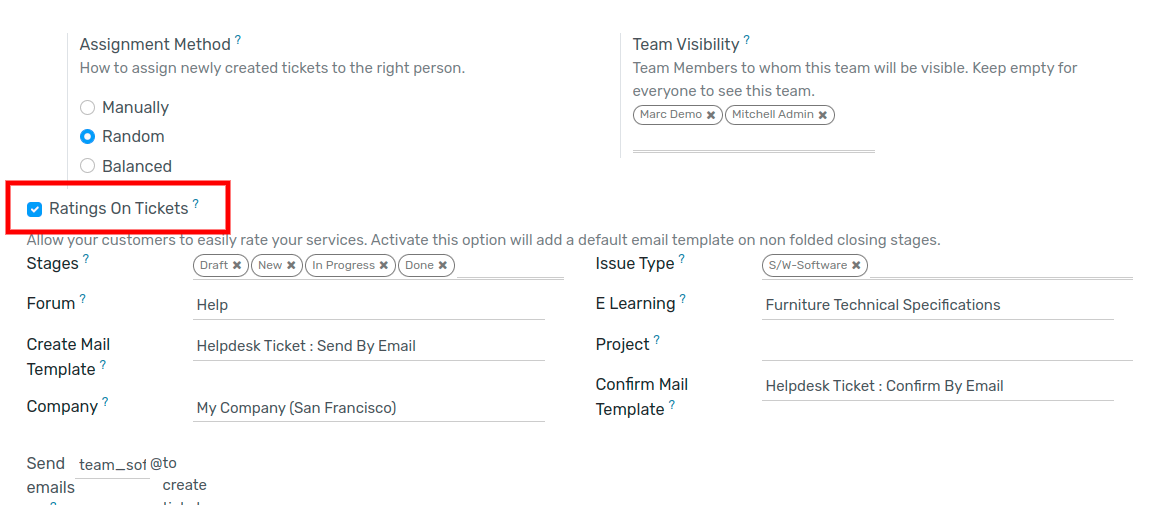 Assignment Method ?
How to assign newly created tickets to the right person.
Manually
Random
Balanced
Team Visibility ?
Team Members to whom this team will be visible. Keep empty for
everyone to see this team.
Marc Demo ✖ Mitchell Admin ✖
Ratings On Tickets ?
Allow your customers to easily rate your services. Activate this option will add a default email template on non folded closing stages.
Stages ? Draft ✖ New ✖ In Progress ✖ Done ✖
Forum ? Help
Create Mail
Template ? Helpdesk Ticket : Send By Email
Company ? My Company (San Francisco)
Issue Type ? S/W-Software ✖
E Learning ? Furniture Technical Specifications
Project ?
Confirm Mail
Template ? Helpdesk Ticket : Confirm By Email
Send team_sof @to
emails create